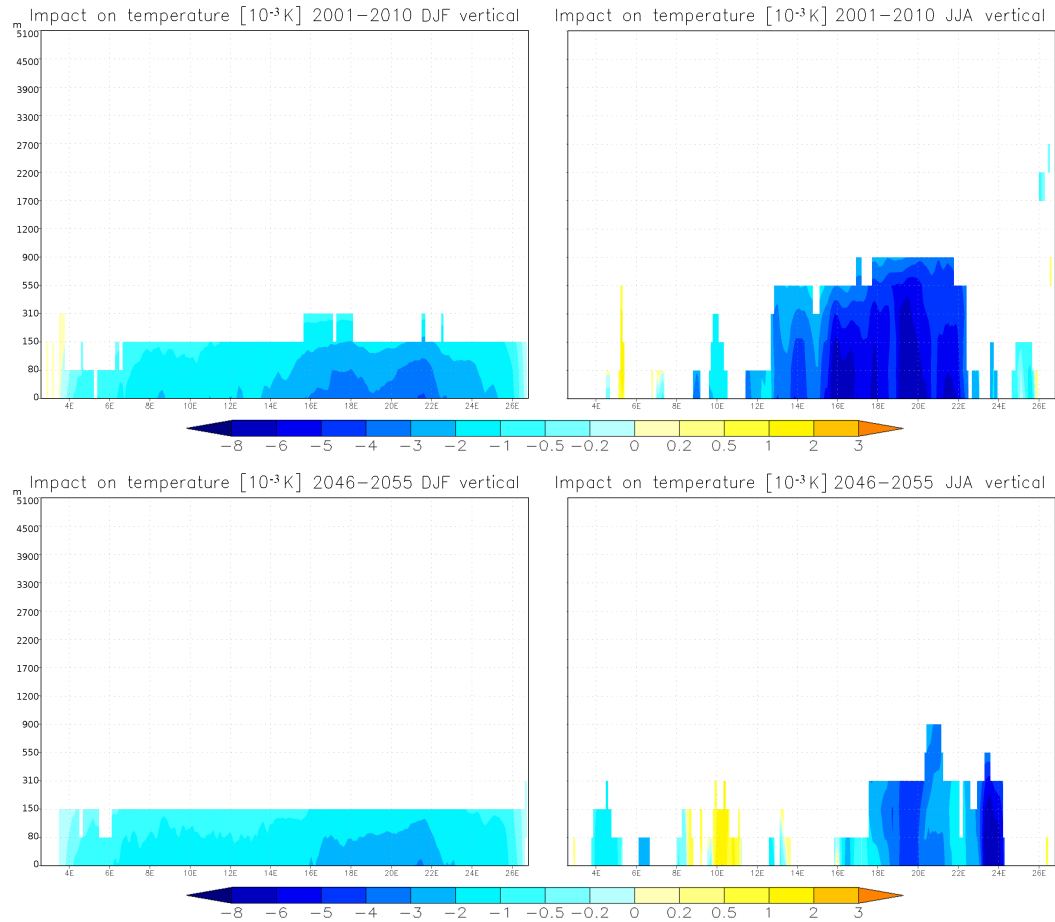 Impact on temperature [10⁻³ K] 2001−2010 DJF vertical
Impact on temperature [10⁻³ K] 2001−2010 JJA vertical
m
5100
4500
3900
3300
2700
2200
1700
1200
900
550
310
150
80
0
4E 6E 8E 10E 12E 14E 16E 18E 20E 22E 24E 26E
4E 6E 8E 10E 12E 14E 16E 18E 20E 22E 24E 26E
−8 −6 −5 −4 −3 −2 −1 −0.5 −0.2 0 0.2 0.5 1 2 3
Impact on temperature [10⁻³ K] 2046−2055 DJF vertical
Impact on temperature [10⁻³ K] 2046−2055 JJA vertical
m
5100
4500
3900
3300
2700
2200
1700
1200
900
550
310
150
80
0
4E 6E 8E 10E 12E 14E 16E 18E 20E 22E 24E 26E
4E 6E 8E 10E 12E 14E 16E 18E 20E 22E 24E 26E
−8 −6 −5 −4 −3 −2 −1 −0.5 −0.2 0 0.2 0.5 1 2 3